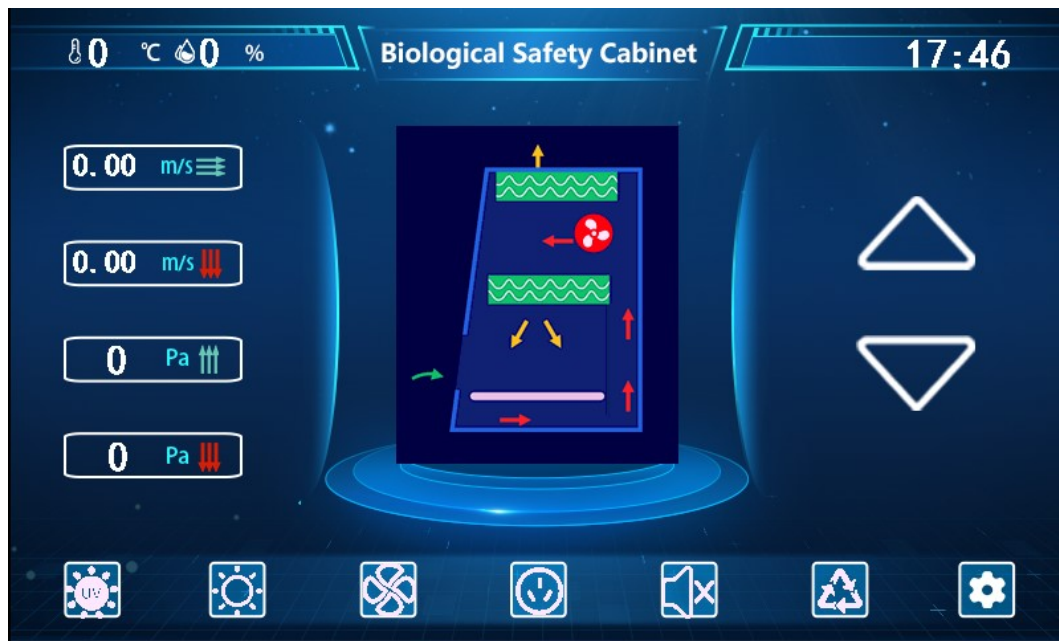 0 ℃ 0 %
Biological Safety Cabinet
17:46
0.00 m/s
0.00 m/s
0 Pa
0 Pa
UV